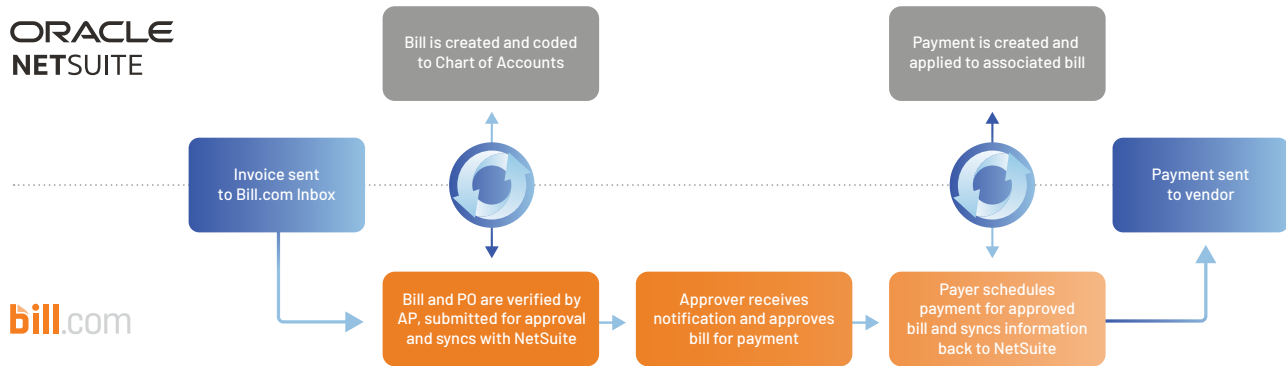 ORACLE
NETSUITE
Bill is created and coded
to Chart of Accounts
Payment is created and
applied to associated bill
Invoice sent
to Bill.com Inbox
Payment sent
to vendor
bill.com
Bill and PO are verified by
AP, submitted for approval
and syncs with NetSuite
Approver receives
notification and approves
bill for payment
Payer schedules
payment for approved
bill and syncs information
back to NetSuite